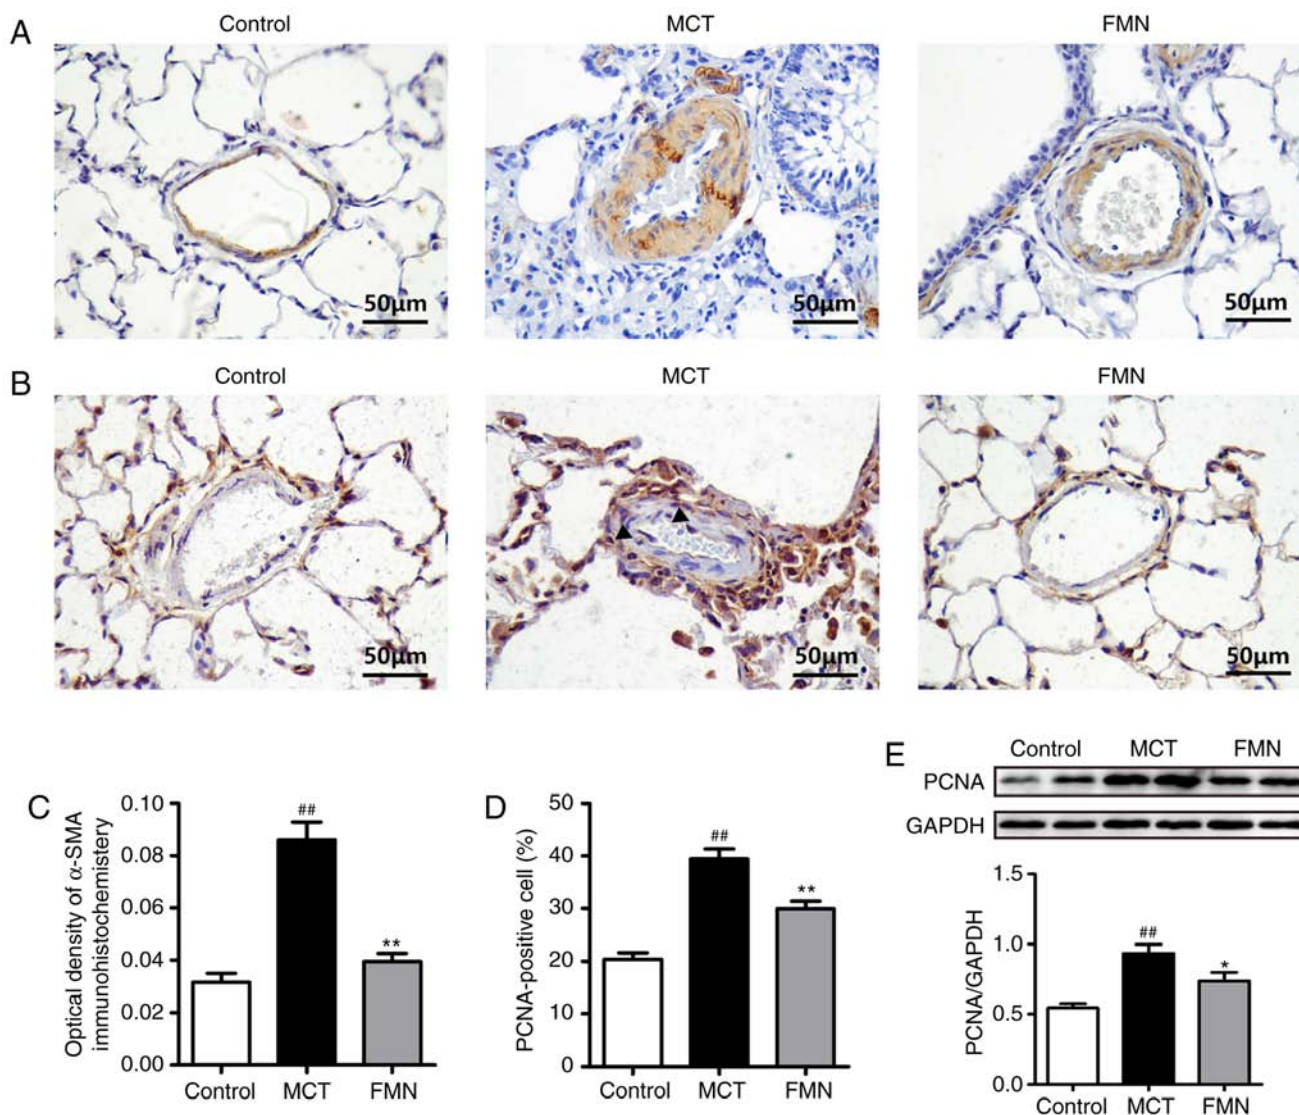 A
Control
MCT
FMN
50μm
50μm
50μm
B
Control
MCT
FMN
50μm
50μm
50μm
C
Optical density of α-SMA
immunohistochemistery
0.10
0.08
0.06
0.04
0.02
0.00
##
**
Control
MCT
FMN
D
PCNA-positive cell (%)
50
40
30
20
10
0
##
**
Control
MCT
FMN
E
Control
MCT
FMN
PCNA
GAPDH
PCNA/GAPDH
1.5
1.0
0.5
0.0
##
*
Control
MCT
FMN